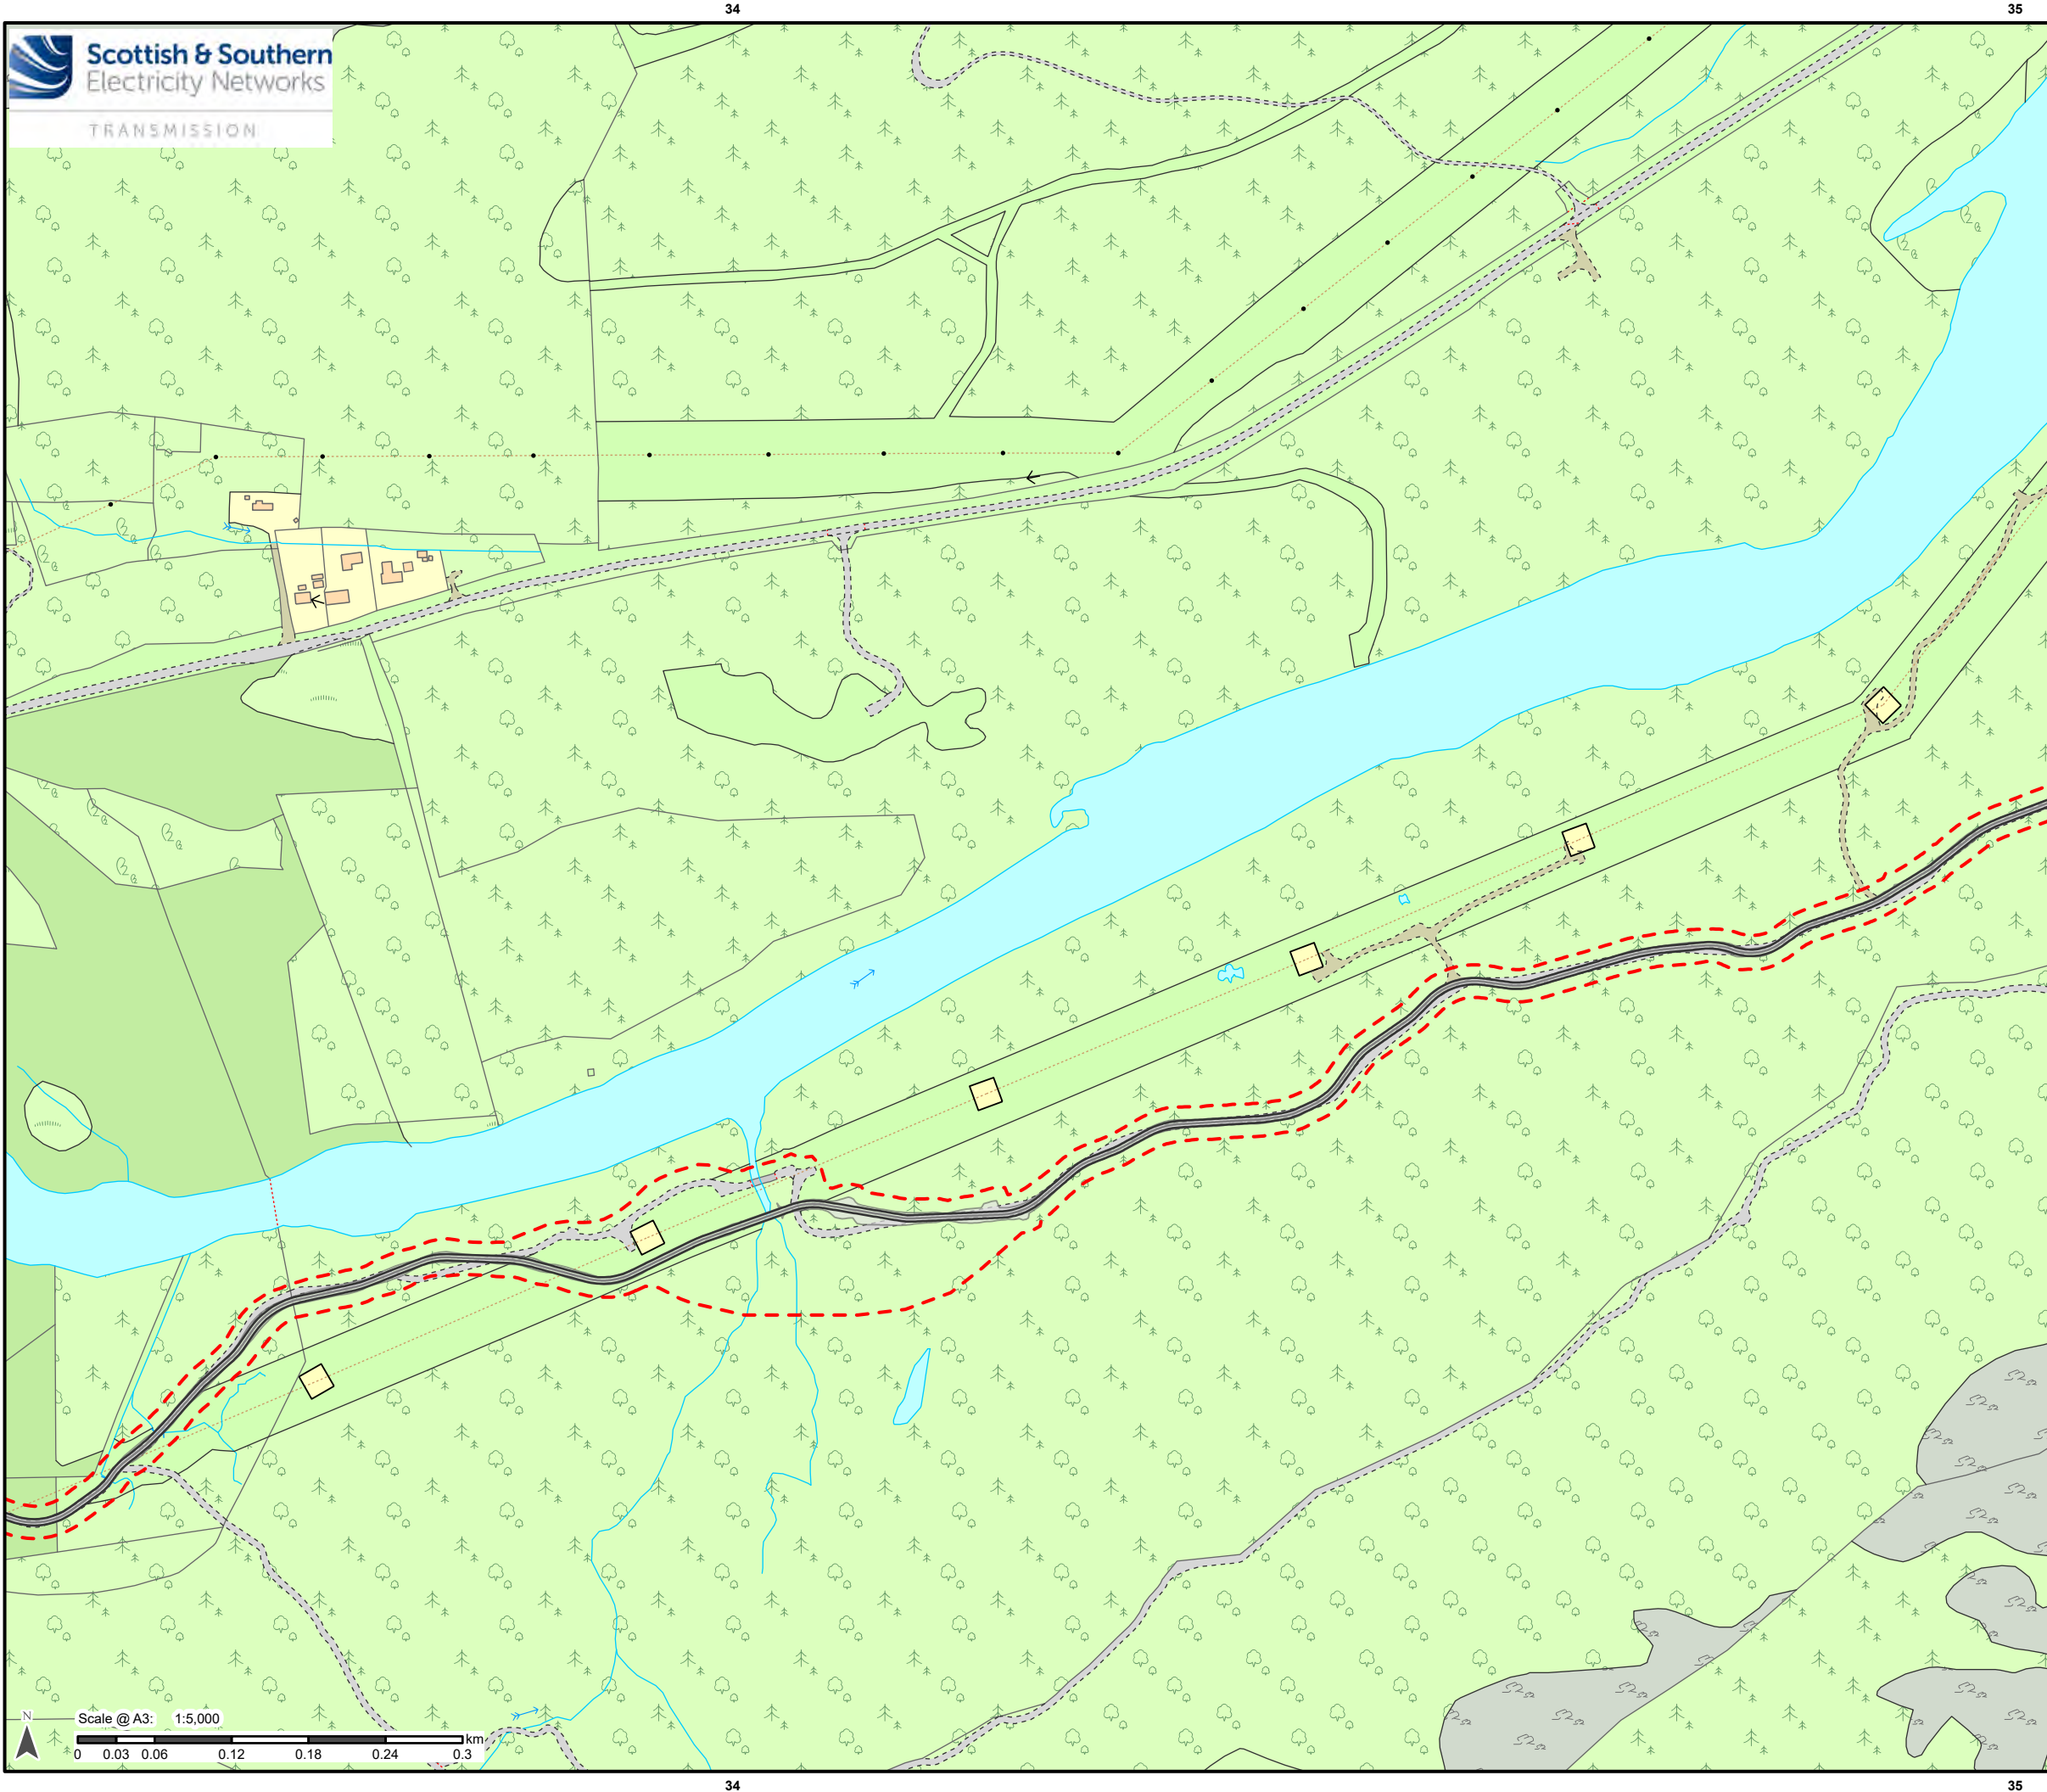 34
35
Scottish & Southern
Electricity Networks
TRANSMISSION
N
Scale @ A3: 1:5,000
km
0 0.03 0.06 0.12 0.18 0.24 0.3
34
35